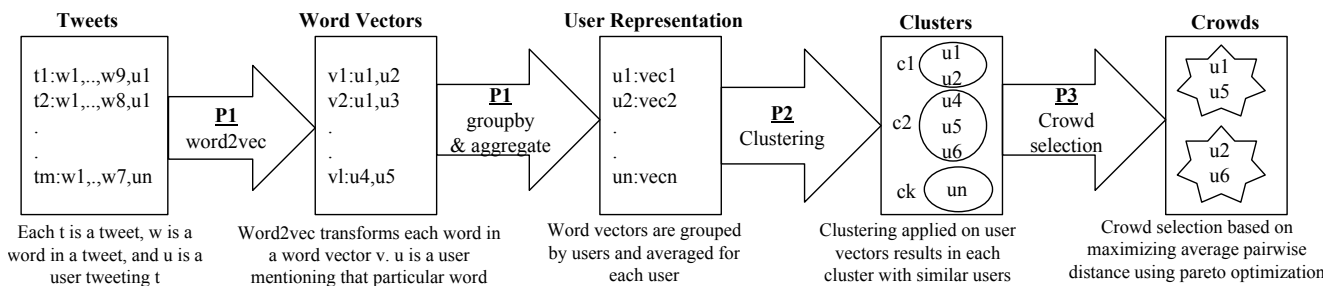 Tweets
t1:w1,..,w9,u1
t2:w1,..,w8,u1
.
.
tm:w1,..,w7,un
Each t is a tweet, w is a
word in a tweet, and u is a
user tweeting t
P1
word2vec
Word Vectors
v1:u1,u2
v2:u1,u3
.
.
vl:u4,u5
Word2vec transforms each word in
a word vector v. u is a user
mentioning that particular word
P1
groupby
& aggregate
User Representation
u1:vec1
u2:vec2
.
.
un:vecn
Word vectors are grouped
by users and averaged for
each user
P2
Clustering
Clusters
c1
u1
u2
c2
u4
u5
u6
ck
un
Clustering applied on user
vectors results in each
cluster with similar users
P3
Crowd
selection
Crowds
u1
u5
u2
u6
Crowd selection based on
maximizing average pairwise
distance using pareto optimization